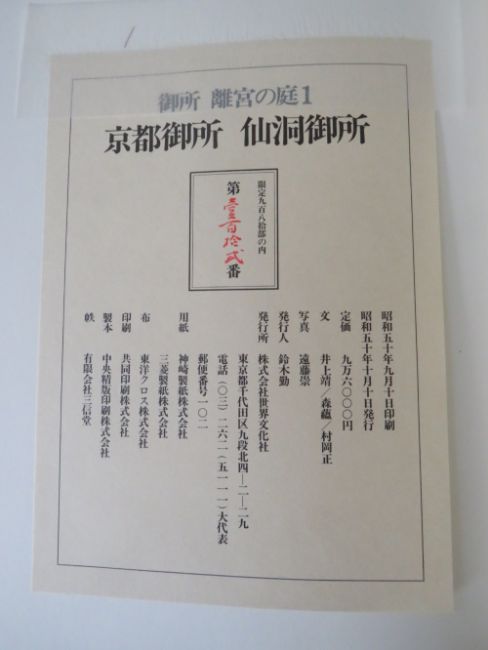 御所 離宮の庭1
京都御所 仙洞御所
限定九百八拾部の内
第壹百拾弐番
昭和五十年九月十日印刷
昭和五十年十月十日発行
定価 九万六〇〇〇円
文 井上靖／森蘊／村岡正
写真 遠藤崇
発行人 鈴木勤
発行所 株式会社世界文化社
東京都千代田区九段北四―二―二九
電話（〇三）二六二（五一一一）大代表
郵便番号一〇二
用紙 神崎製紙株式会社
三菱製紙株式会社
布 東洋クロス株式会社
印刷 共同印刷株式会社
製本 中央精版印刷株式会社
帙 有限会社三信堂